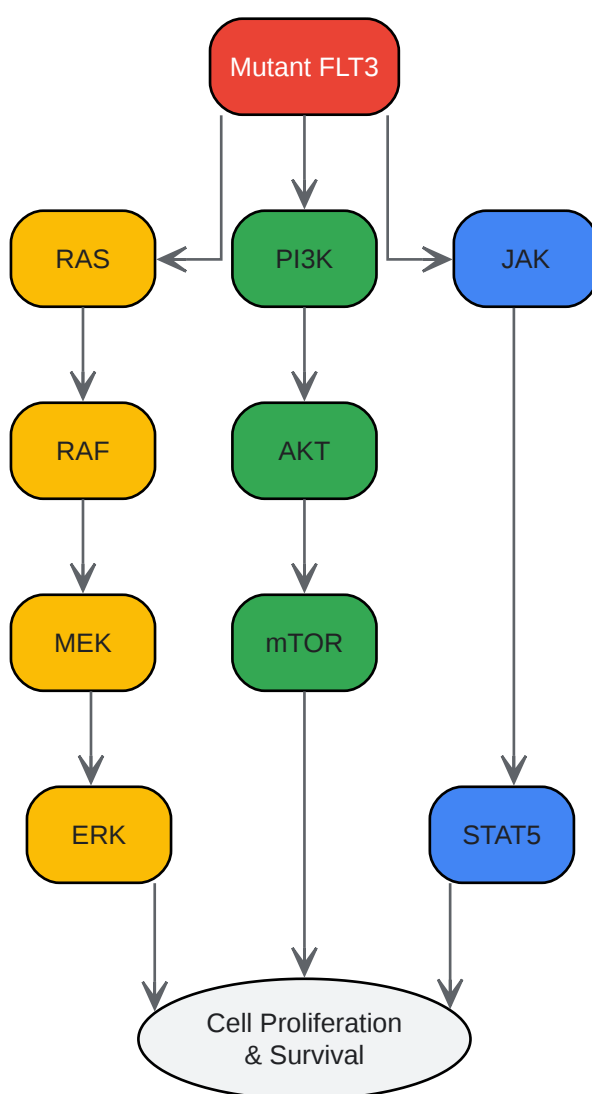 Mutant FLT3
RAS
PI3K
JAK
RAF
AKT
MEK
mTOR
ERK
STAT5
Cell Proliferation
& Survival